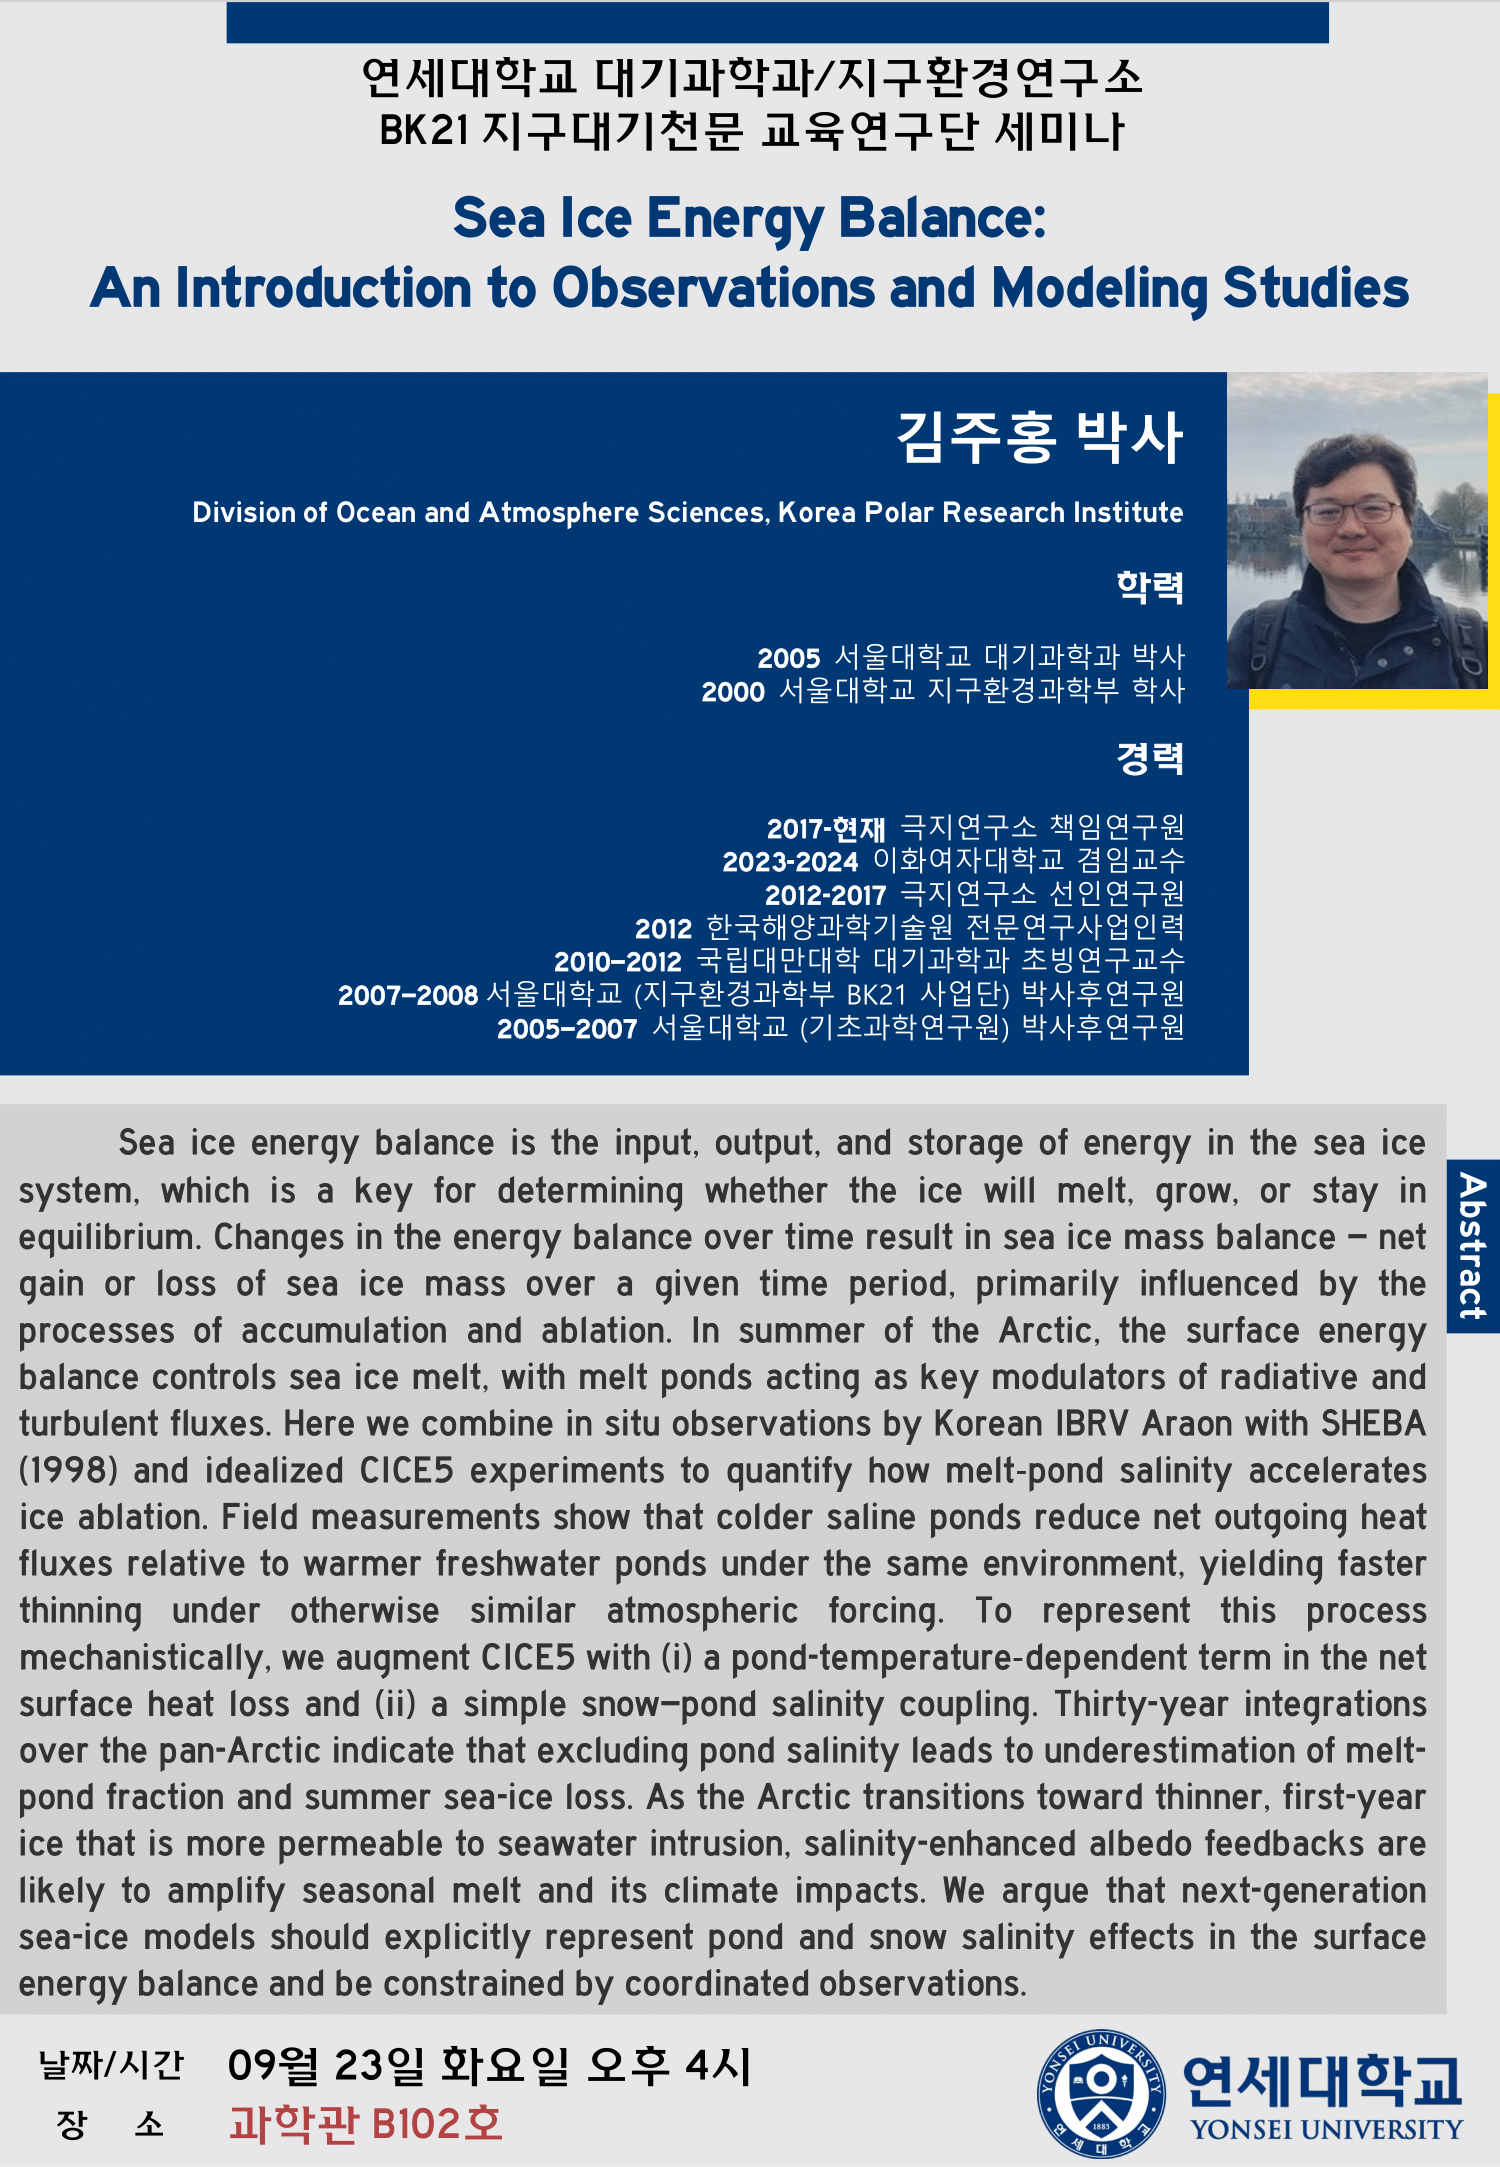 연세대학교 대기과학과/지구환경연구소
BK21 지구대기천문 교육연구단 세미나
Sea Ice Energy Balance:
An Introduction to Observations and Modeling Studies
김주홍 박사
Division of Ocean and Atmosphere Sciences, Korea Polar Research Institute
학력
2005 서울대학교 대기과학과 박사
2000 서울대학교 지구환경과학부 학사
경력
2017-현재 극지연구소 책임연구원
2023-2024 이화여자대학교 겸임교수
2012-2017 극지연구소 선인연구원
2012 한국해양과학기술원 전문연구사업인력
2010–2012 국립대만대학 대기과학과 초빙연구교수
2007–2008 서울대학교 (지구환경과학부 BK21 사업단) 박사후연구원
2005–2007 서울대학교 (기초과학연구원) 박사후연구원
Abstract
Sea ice energy balance is the input, output, and storage of energy in the sea ice
system, which is a key for determining whether the ice will melt, grow, or stay in
equilibrium. Changes in the energy balance over time result in sea ice mass balance – net
gain or loss of sea ice mass over a given time period, primarily influenced by the
processes of accumulation and ablation. In summer of the Arctic, the surface energy
balance controls sea ice melt, with melt ponds acting as key modulators of radiative and
turbulent fluxes. Here we combine in situ observations by Korean IBRV Araon with SHEBA
(1998) and idealized CICE5 experiments to quantify how melt-pond salinity accelerates
ice ablation. Field measurements show that colder saline ponds reduce net outgoing heat
fluxes relative to warmer freshwater ponds under the same environment, yielding faster
thinning under otherwise similar atmospheric forcing. To represent this process
mechanistically, we augment CICE5 with (i) a pond-temperature-dependent term in the net
surface heat loss and (ii) a simple snow–pond salinity coupling. Thirty-year integrations
over the pan-Arctic indicate that excluding pond salinity leads to underestimation of melt-
pond fraction and summer sea-ice loss. As the Arctic transitions toward thinner, first-year
ice that is more permeable to seawater intrusion, salinity-enhanced albedo feedbacks are
likely to amplify seasonal melt and its climate impacts. We argue that next-generation
sea-ice models should explicitly represent pond and snow salinity effects in the surface
energy balance and be constrained by coordinated observations.
날짜/시간 09월 23일 화요일 오후 4시
장 소 과학관 B102호
YONSEI UNIVERSITY
1885
연세대학교
연세대학교
YONSEI UNIVERSITY